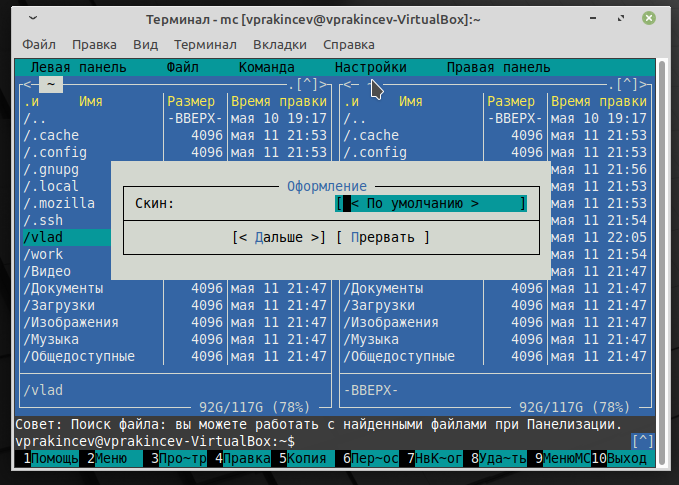 Терминал - mc [vprakincev@vprakincev-VirtualBox]:~
Файл Правка Вид Терминал Вкладки Справка
Левая панель Файл Команда Настройки Правая панель
<─ ~ .[^]> <─ .[^]>
.и Имя Размер Время правки .и Имя Размер Время правки
/.. -ВВЕРХ- мая 10 19:17 /.. -ВВЕРХ- мая 10 19:17
/.cache 4096 мая 11 21:53 /.cache 4096 мая 11 21:53
/.config 4096 мая 11 21:53 /.config 4096 мая 11 21:53
/.gnupg мая 11 21:56
/.local мая 11 21:53
/.mozilla мая 11 21:53
/.ssh мая 11 21:54
/vlad мая 11 22:05
/work мая 11 21:54
/Видео мая 11 21:47
Оформление
Скин: [ < По умолчанию > ]
[< Дальше >] [ Прервать ]
/Документы 4096 мая 11 21:47 /Документы 4096 мая 11 21:47
/Загрузки 4096 мая 11 21:47 /Загрузки 4096 мая 11 21:47
/Изображения 4096 мая 11 21:47 /Изображения 4096 мая 11 21:47
/Музыка 4096 мая 11 21:47 /Музыка 4096 мая 11 21:47
/Общедоступные 4096 мая 11 21:47 /Общедоступные 4096 мая 11 21:47
/vlad -ВВЕРХ-
92G/117G (78%) 92G/117G (78%)
Совет: Поиск файла: вы можете работать с найденными файлами при Панелизации.
vprakincev@vprakincev-VirtualBox:~$ [^]
1Помощь 2Меню 3Про~тр 4Правка 5Копия 6Пер~ос 7НвК~ог 8Уда~ть 9МенюМС 10Выход